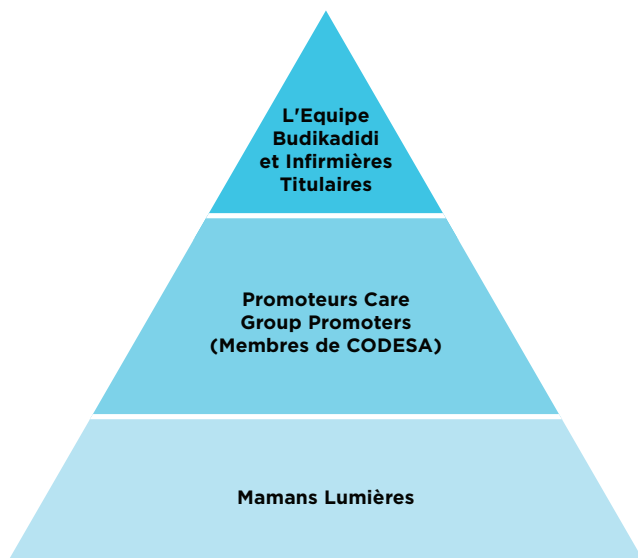 L'Equipe
Budikadidi
et Infirmières
Titulaires
Promoteurs Care
Group Promoters
(Membres de CODESA)
Mamans Lumières